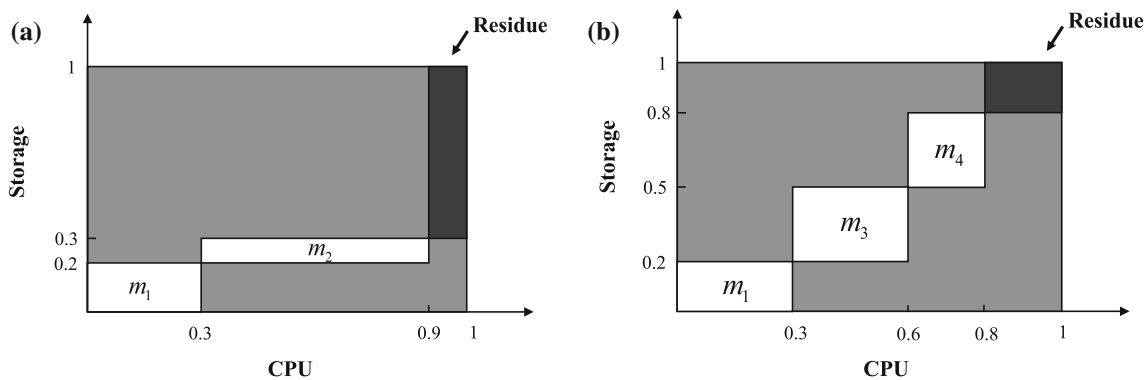 (a)
Residue
1
Storage
0.3
0.2
m2
m1
0.3
0.9
1
CPU
(b)
Residue
1
0.8
Storage
m4
0.5
m3
0.2
m1
0.3
0.6
0.8
1
CPU